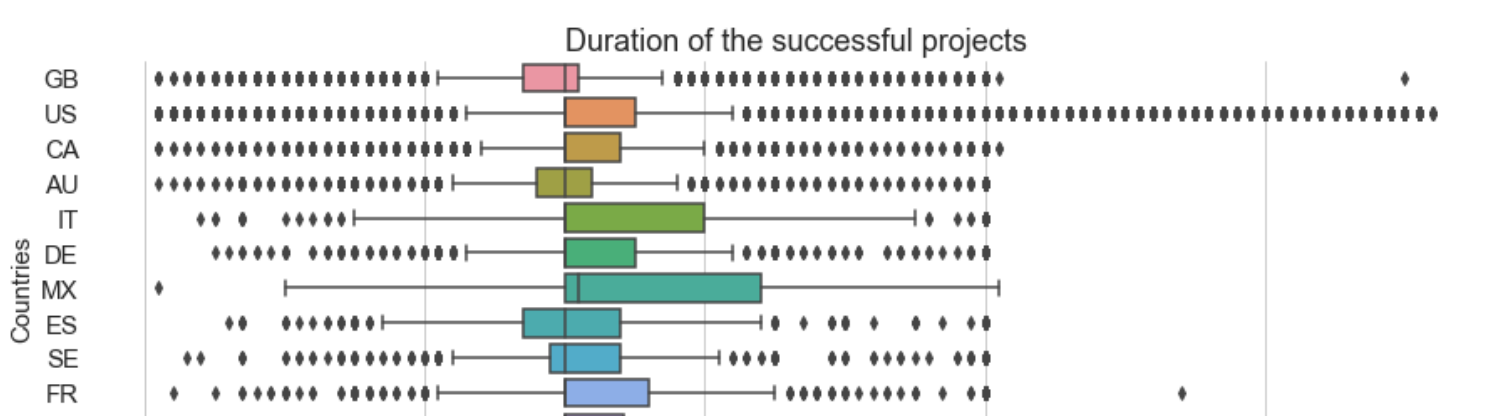 Duration of the successful projects
Countries
GB
US
CA
AU
IT
DE
MX
ES
SE
FR